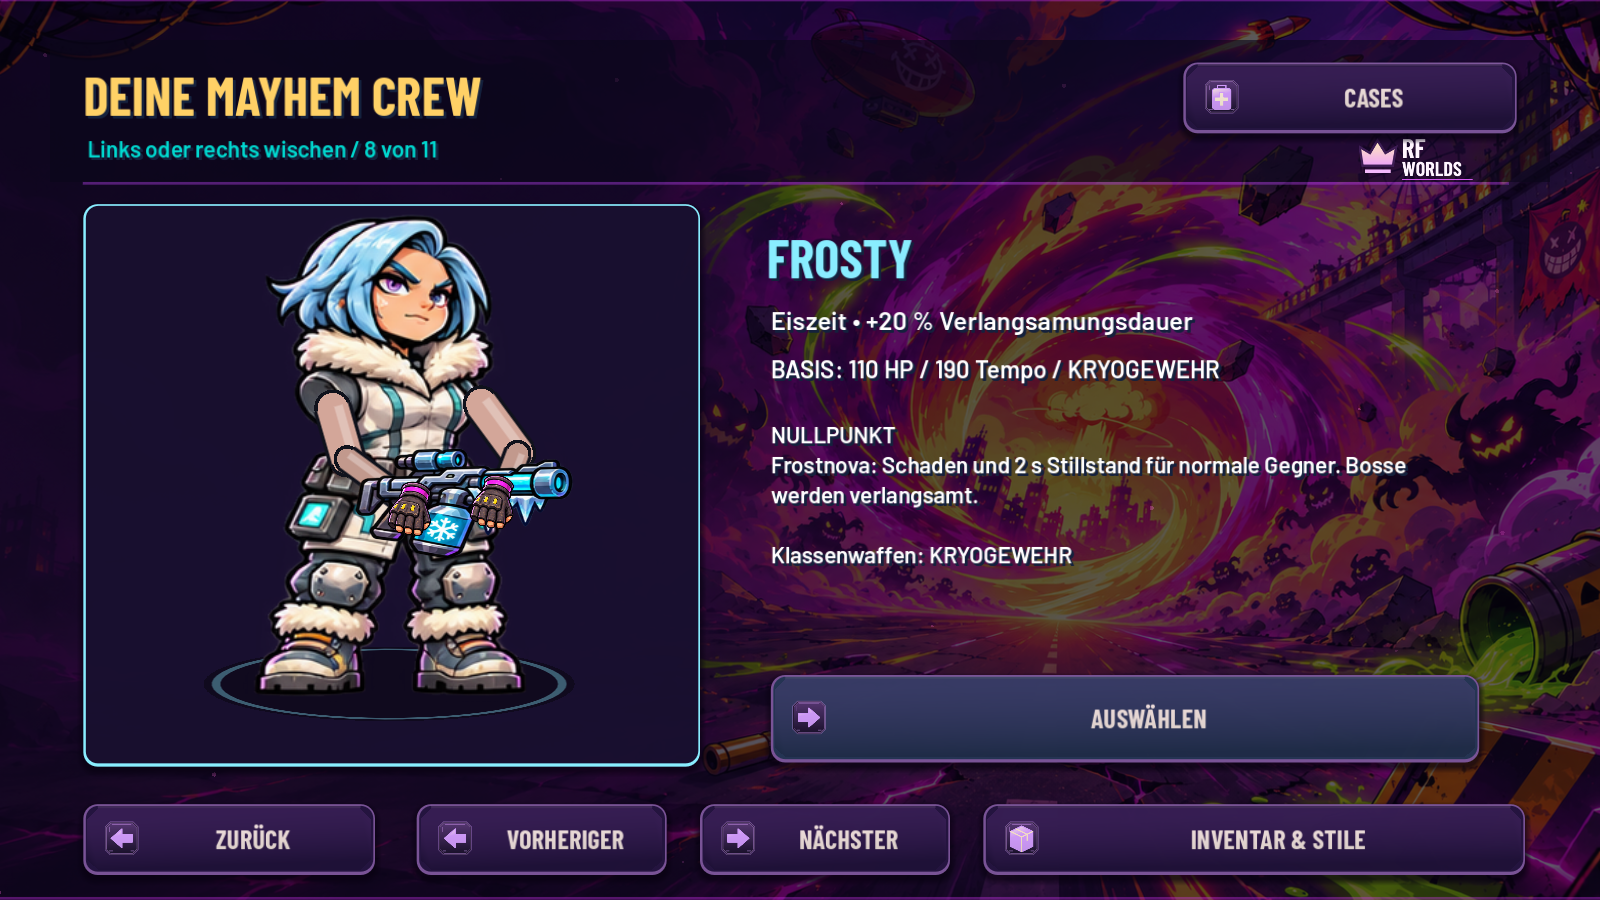 DEINE MAYHEM CREW
Links oder rechts wischen / 8 von 11
CASES
RF
WORLDS
FROSTY
Eiszeit • +20 % Verlangsamungsdauer
BASIS: 110 HP / 190 Tempo / KRYOGEWEHR
NULLPUNKT
Frostnova: Schaden und 2 s Stillstand für normale Gegner. Bosse
werden verlangsamt.
Klassenwaffen: KRYOGEWEHR
AUSWÄHLEN
ZURÜCK
VORHERIGER
NÄCHSTER
INVENTAR & STILE